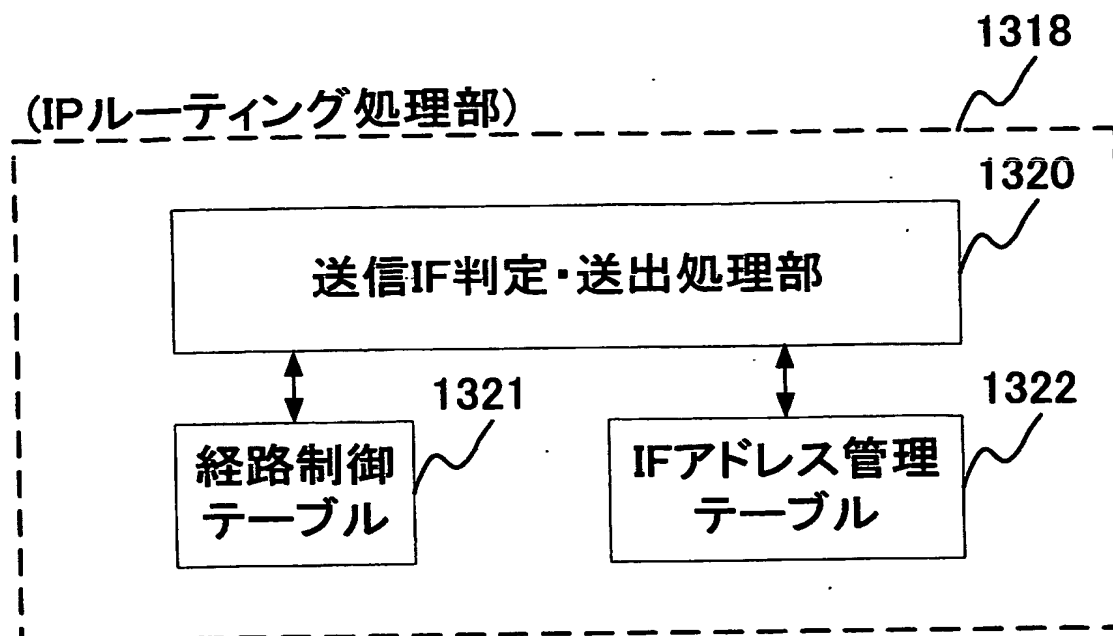 1318
(IPルーティング処理部)
1320
送信IF判定・送出処理部
1321
1322
経路制御
テーブル
IFアドレス管理
テーブル